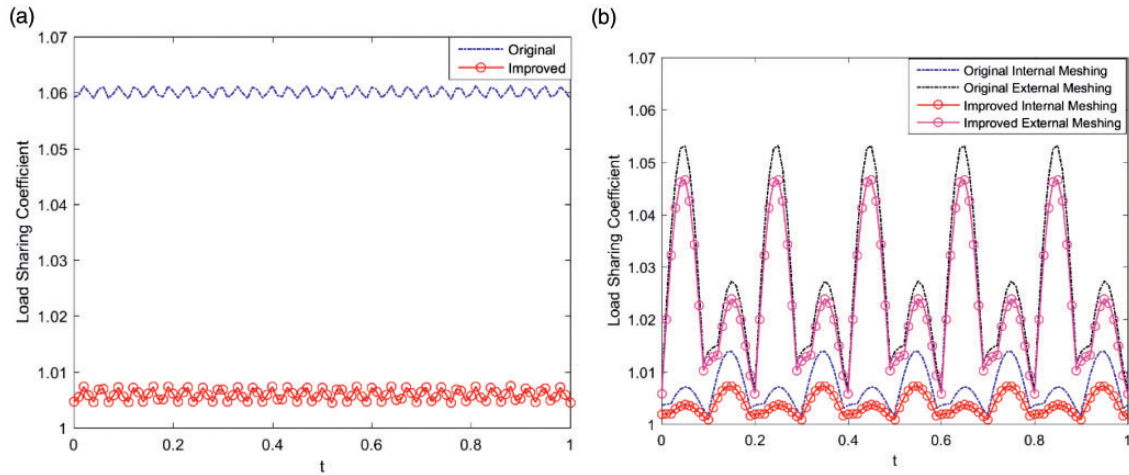 (a)
1.07
1.06
1.05
1.04
1.03
1.02
1.01
1
Load Sharing Coefficient
0
0.2
0.4
0.6
0.8
1
t
Original
Improved
(b)
1.07
1.06
1.05
1.04
1.03
1.02
1.01
1
Load Sharing Coefficient
0
0.2
0.4
0.6
0.8
1
t
Original Internal Meshing
Original External Meshing
Improved Internal Meshing
Improved External Meshing